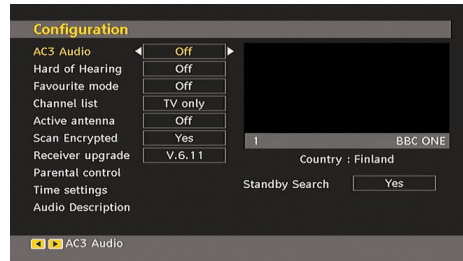 Configuration
AC3 Audio Off
Hard of Hearing Off
Favourite mode Off
Channel list TV only
Active antenna Off
Scan Encrypted Yes
Receiver upgrade V.6.11
Parental control
Time settings
Audio Description
1 BBC ONE
Country : Finland
Standby Search Yes
AC3 Audio